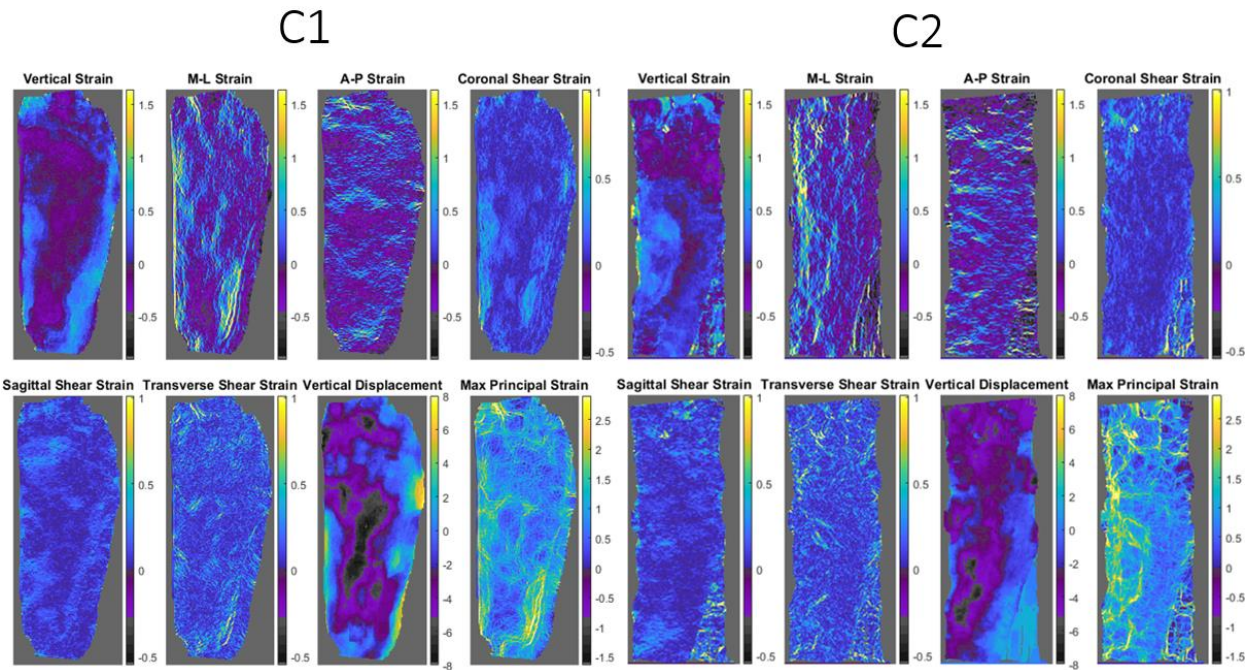 C1
C2
Vertical Strain M-L Strain A-P Strain Coronal Shear Strain Vertical Strain M-L Strain A-P Strain Coronal Shear Strain
1.5 1.5 1.5 1 1.5 1.5 1.5 1
1 1 1 0.5 1 1 1 0.5
0.5 0.5 0.5 0 0.5 0.5 0.5 0
0 0 0 -0.5 0 0 0 -0.5
-0.5 -0.5 -0.5 -0.5 -0.5 -0.5
Sagittal Shear Strain Transverse Shear Strain Vertical Displacement Max Principal Strain Sagittal Shear Strain Transverse Shear Strain Vertical Displacement Max Principal Strain
1 1 8 2.5 1 1 8 2.5
0.5 0.5 6 2 0.5 0.5 6 2
0 0 4 1.5 0 0 4 1.5
-0.5 -0.5 2 1 -0.5 -0.5 2 1
0 0.5 0 0.5
-2 0 -2 0
-4 -0.5 -4 -0.5
-6 -1 -6 -1
-8 -1.5 -8 -1.5